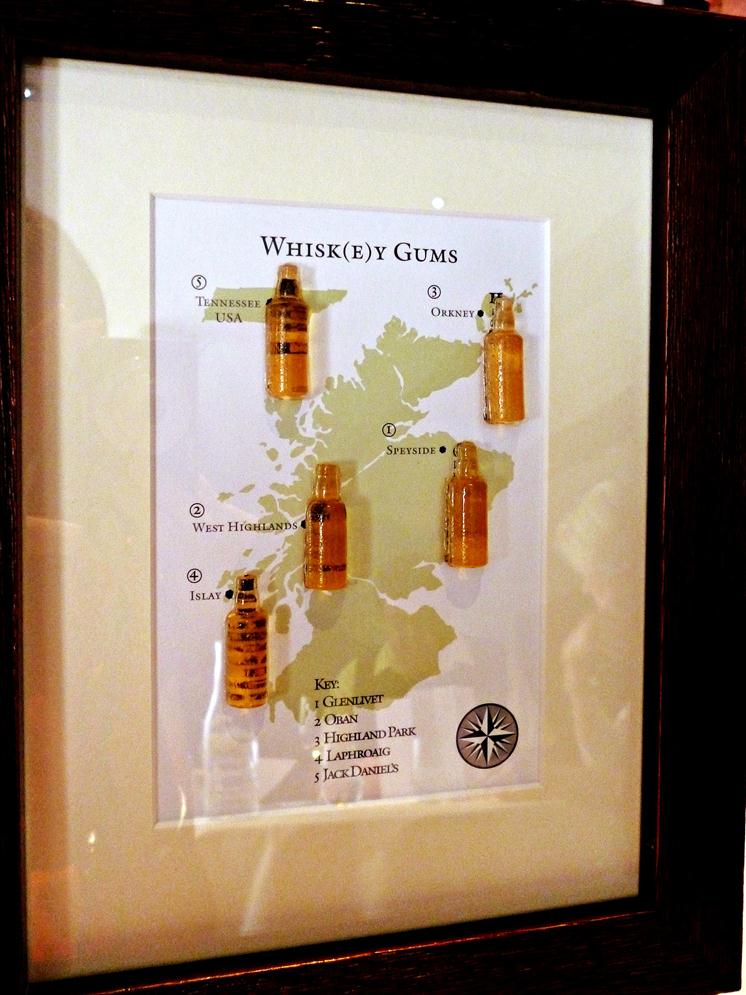 WHISK(E)Y GUMS
⑤
TENNESSEE
USA
③
ORKNEY
H
①
SPEYSIDE
②
WEST HIGHLANDS
④
ISLAY
KEY:
1 GLENLIVET
2 OBAN
3 HIGHLAND PARK
4 LAPHROAIG
5 JACK DANIEL'S